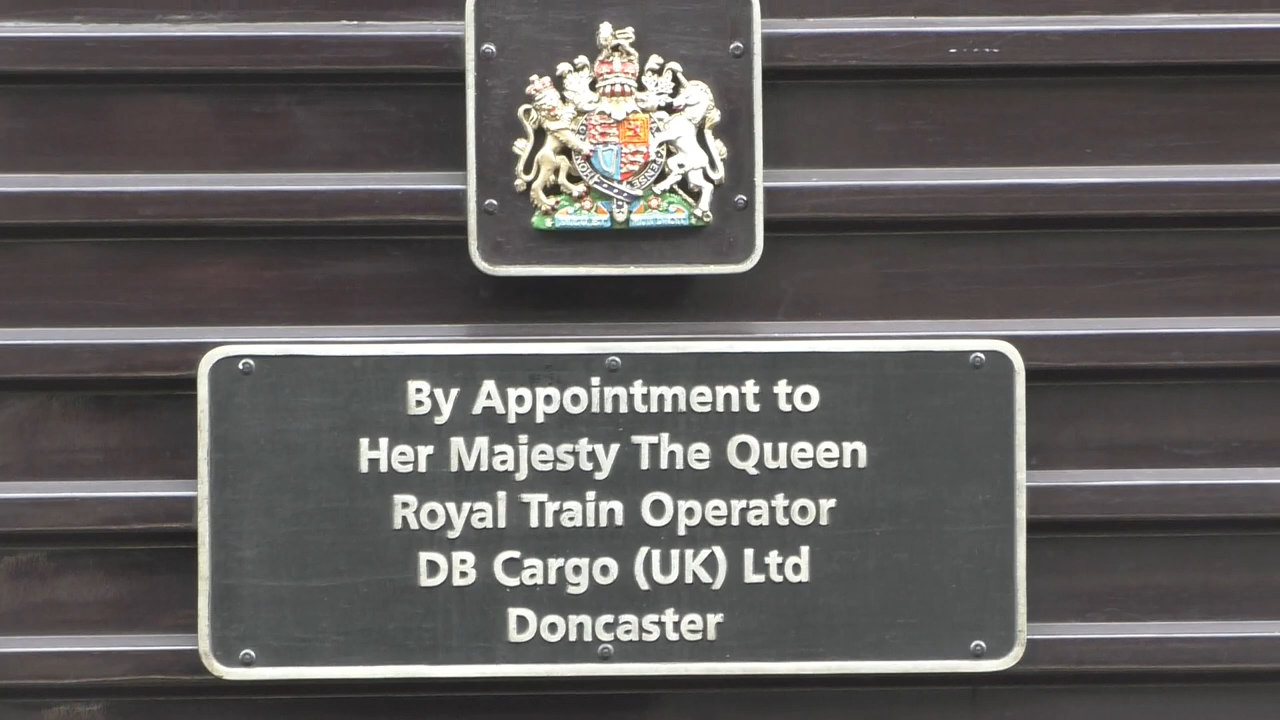 By Appointment to
Her Majesty The Queen
Royal Train Operator
DB Cargo (UK) Ltd
Doncaster